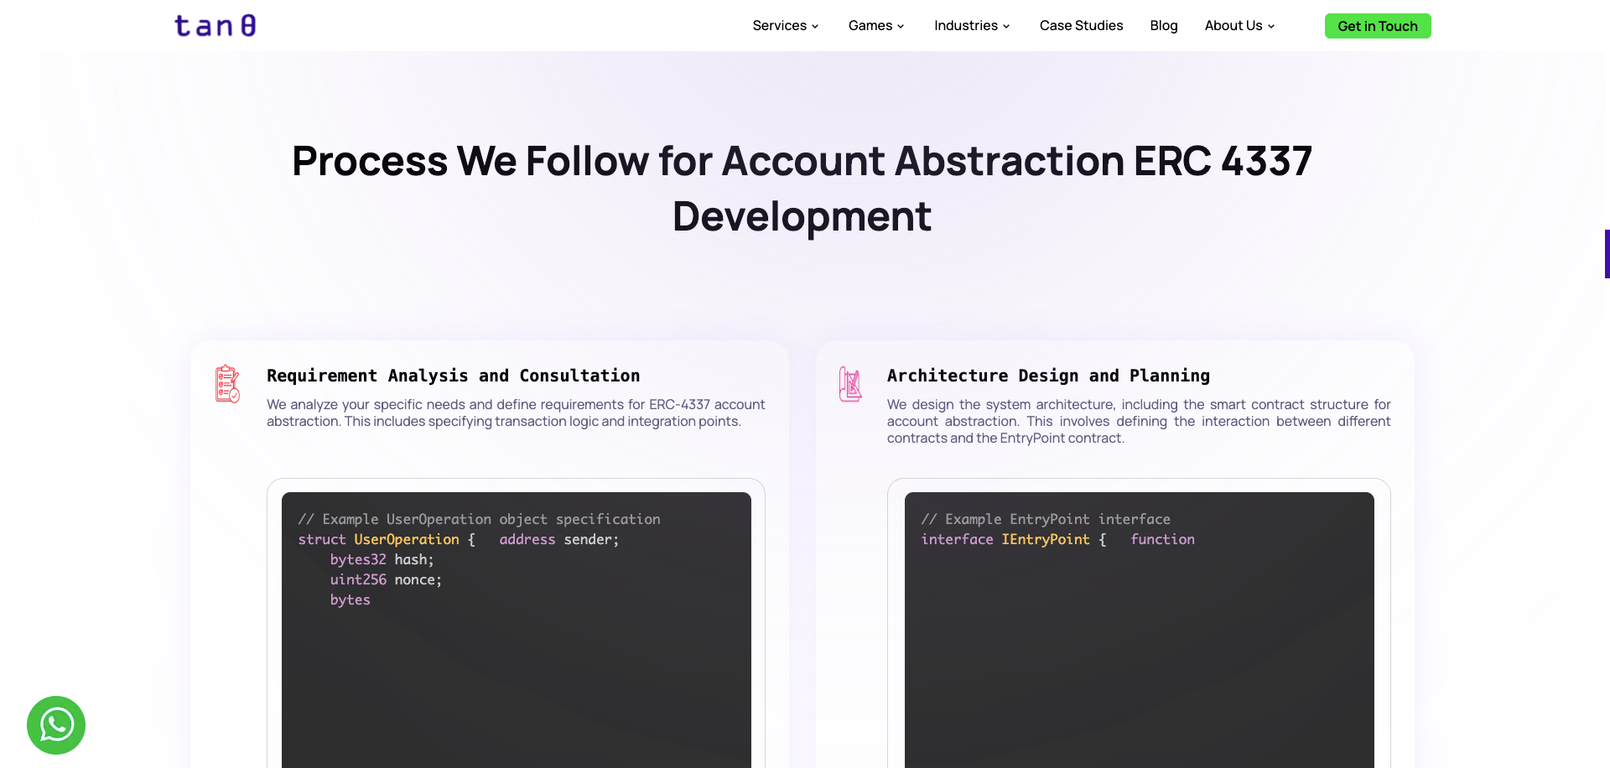 tanθ
Services
Games
Industries
Case Studies
Blog
About Us
Get in Touch
Process We Follow for Account Abstraction ERC 4337
Development
Requirement Analysis and Consultation
We analyze your specific needs and define requirements for ERC-4337 account
abstraction. This includes specifying transaction logic and integration points.
// Example UserOperation object specification
struct UserOperation {   address sender;
    bytes32 hash;
    uint256 nonce;
    bytes
Architecture Design and Planning
We design the system architecture, including the smart contract structure for
account abstraction. This involves defining the interaction between different
contracts and the EntryPoint contract.
// Example EntryPoint interface
interface IEntryPoint {   function